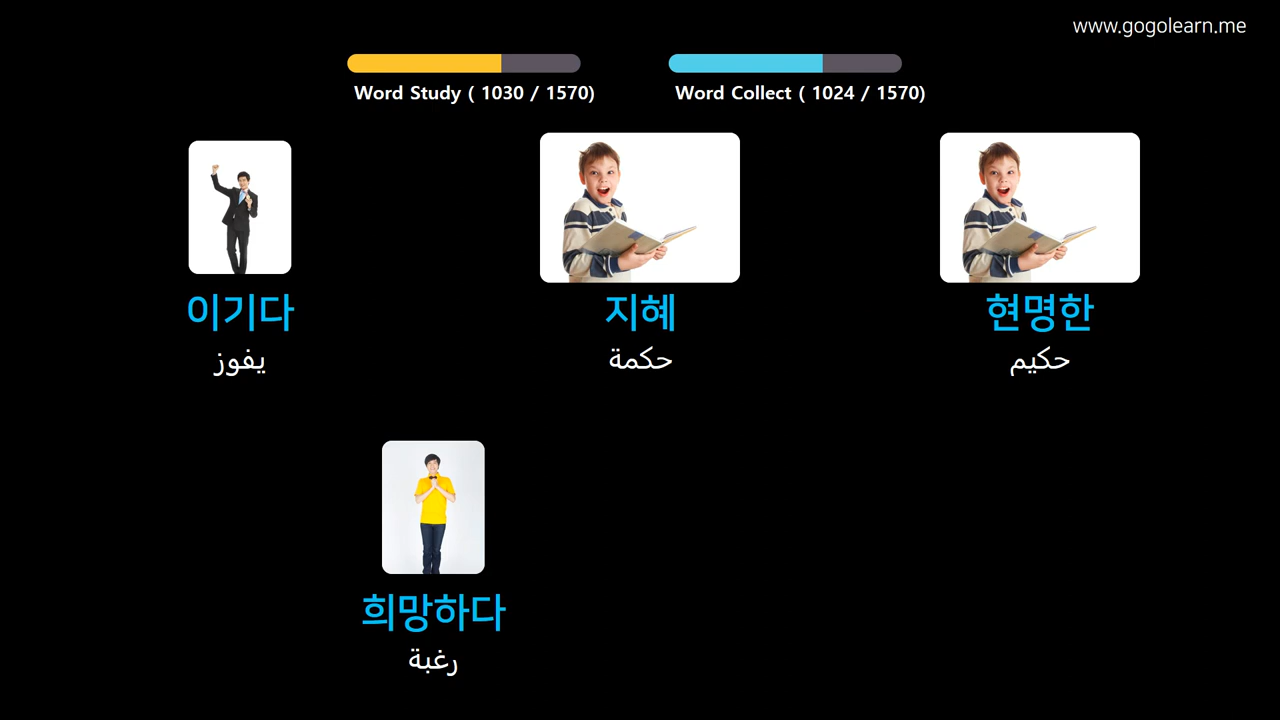 www.gogolearn.me
Word Study ( 1030 / 1570)
Word Collect ( 1024 / 1570)
이기다
يفوز
지혜
حكمة
현명한
حكيم
희망하다
رغبة